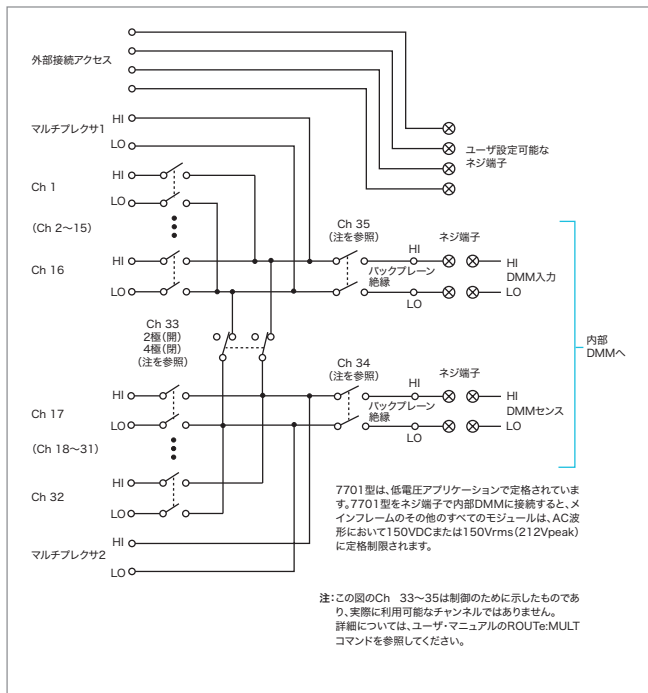 外部接続アクセス
マルチプレクサ1
HI
LO
ユーザ設定可能な
ネジ端子
Ch 1
HI
LO
(Ch 2〜15)
Ch 16
HI
LO
Ch 35
(注を参照)
HI
バックプレーン
絶縁
LO
ネジ端子
HI
DMM入力
LO
Ch 33
2極(開)
4極(閉)
(注を参照)
内部
DMMへ
Ch 34
(注を参照)
HI
バックプレーン
絶縁
LO
ネジ端子
HI
DMMセンス
LO
Ch 17
HI
LO
(Ch 18〜31)
Ch 32
HI
LO
マルチプレクサ2
HI
LO
7701型は、低電圧アプリケーションで定格されていま
す。7701型をネジ端子で内部DMMに接続すると、メ
インフレームのその他のすべてのモジュールは、AC波
形において150VDCまたは150Vrms(212Vpeak)
に定格制限されます。
注:この図のCh 33〜35は制御のために示したものであ
り、実際に利用可能なチャンネルではありません。
詳細については、ユーザ・マニュアルのROUTe:MULT
コマンドを参照してください。